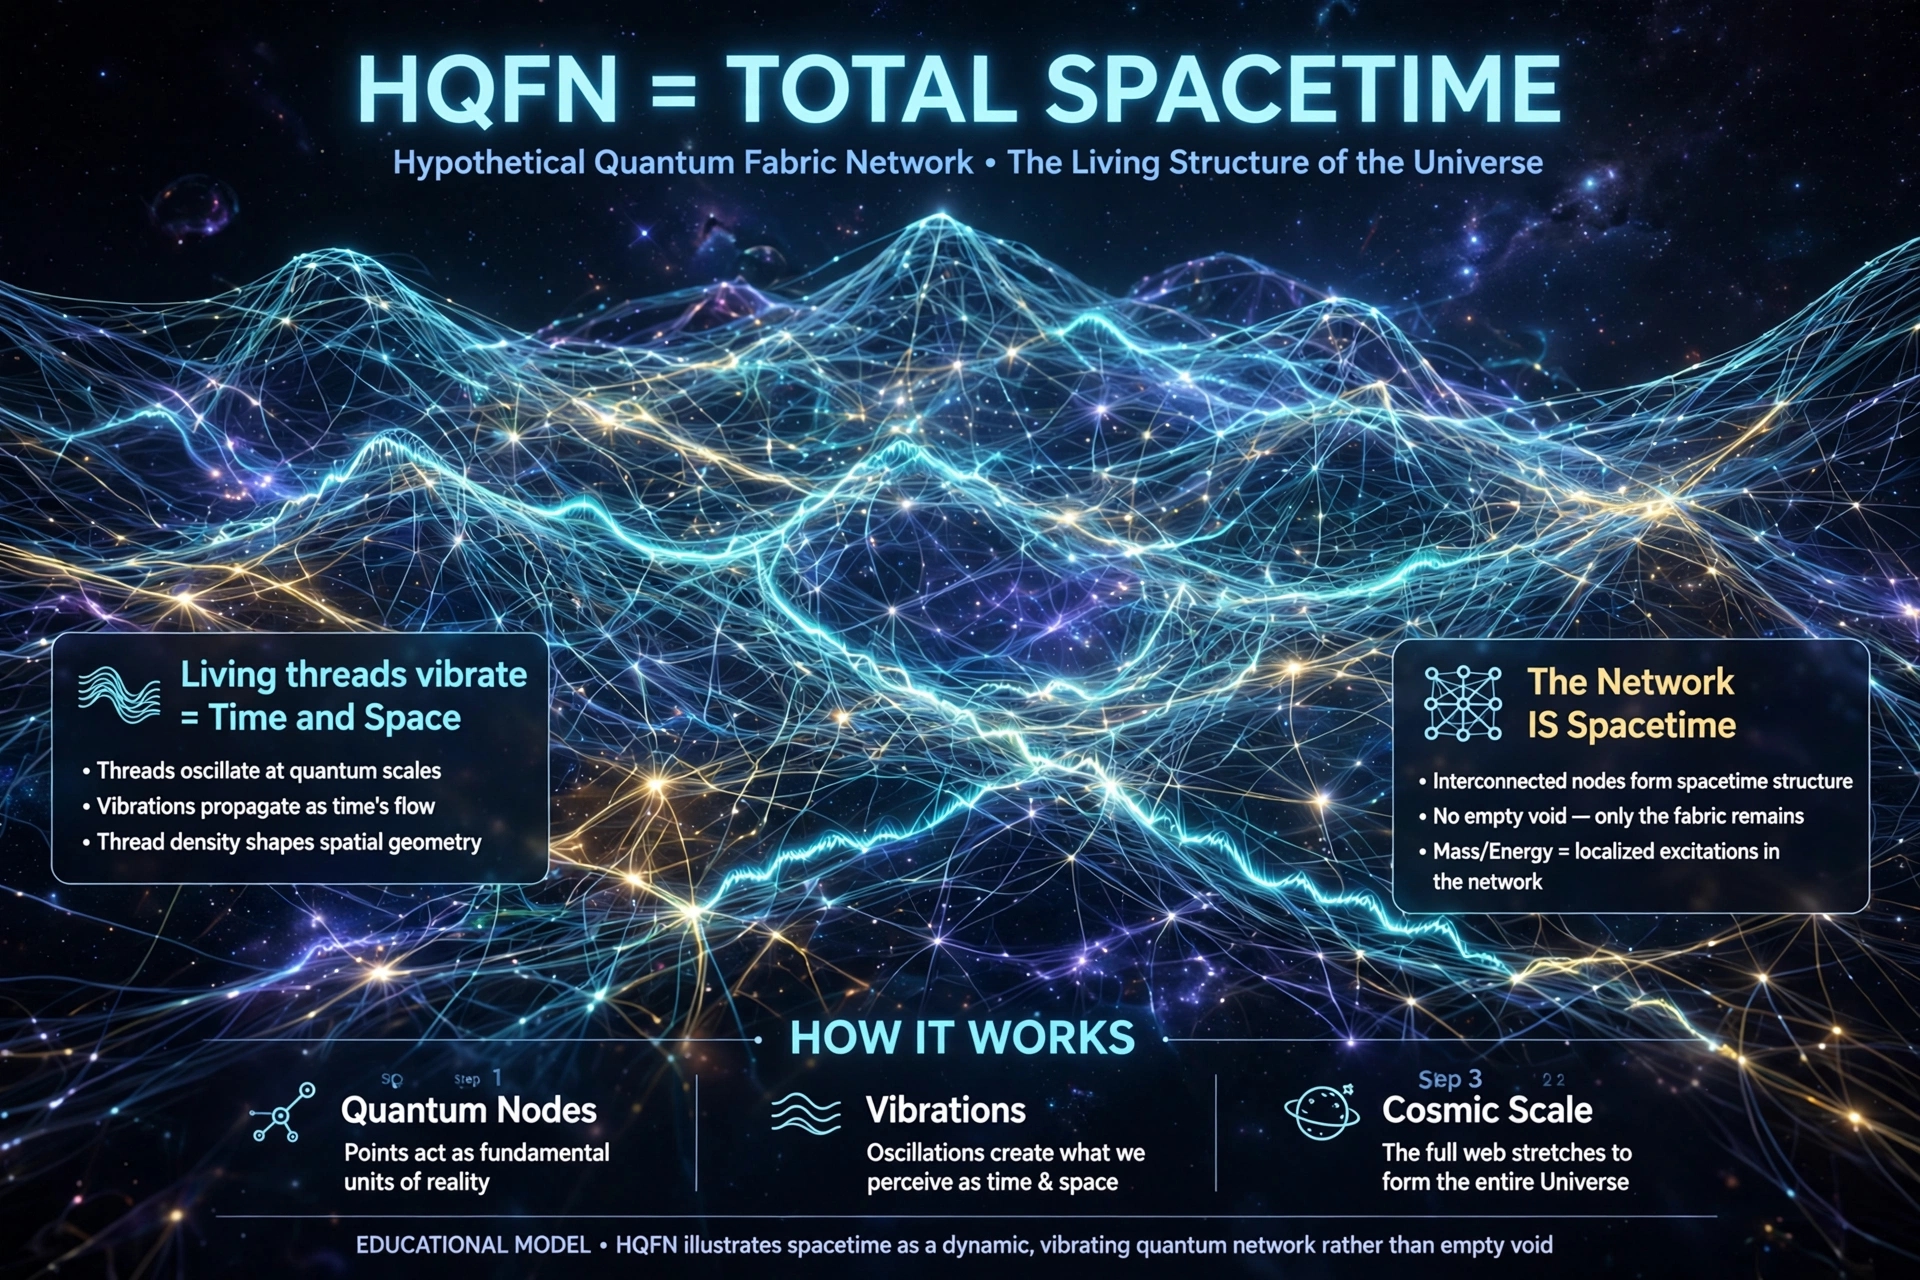 HQFN = TOTAL SPACETIME
Hypothetical Quantum Fabric Network • The Living Structure of the Universe
Living threads vibrate
= Time and Space
• Threads oscillate at quantum scales
• Vibrations propagate as time's flow
• Thread density shapes spatial geometry
The Network
IS Spacetime
• Interconnected nodes form spacetime structure
• No empty void — only the fabric remains
• Mass/Energy = localized excitations in
the network
HOW IT WORKS
Step 1
Quantum Nodes
Points act as fundamental
units of reality
Vibrations
Oscillations create what we
perceive as time & space
Step 3
2 2
Cosmic Scale
The full web stretches to
form the entire Universe
EDUCATIONAL MODEL • HQFN illustrates spacetime as a dynamic, vibrating quantum network rather than empty void